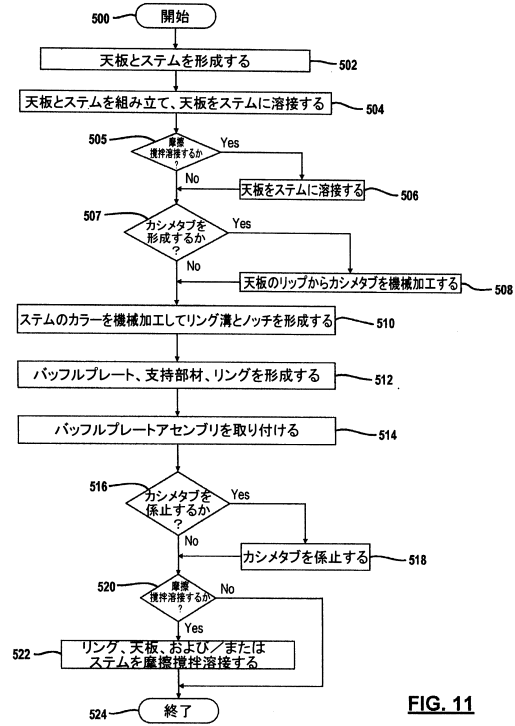 500
開始
天板とステムを形成する
502
天板とステムを組み立て、天板をステムに溶接する
504
505
摩擦
攪拌溶接するか
?
Yes
No
天板をステムに溶接する
506
507
カシメタブを
形成するか
?
Yes
No
天板のリップからカシメタブを機械加工する
508
ステムのカラーを機械加工してリング溝とノッチを形成する
510
バッフルプレート、支持部材、リングを形成する
512
バッフルプレートアセンブリを取り付ける
514
516
カシメタブを
係止するか
?
Yes
No
カシメタブを係止する
518
520
摩擦
攪拌溶接するか
?
No
Yes
522
リング、天板、および/または
ステムを摩擦攪拌溶接する
524
終了
FIG. 11